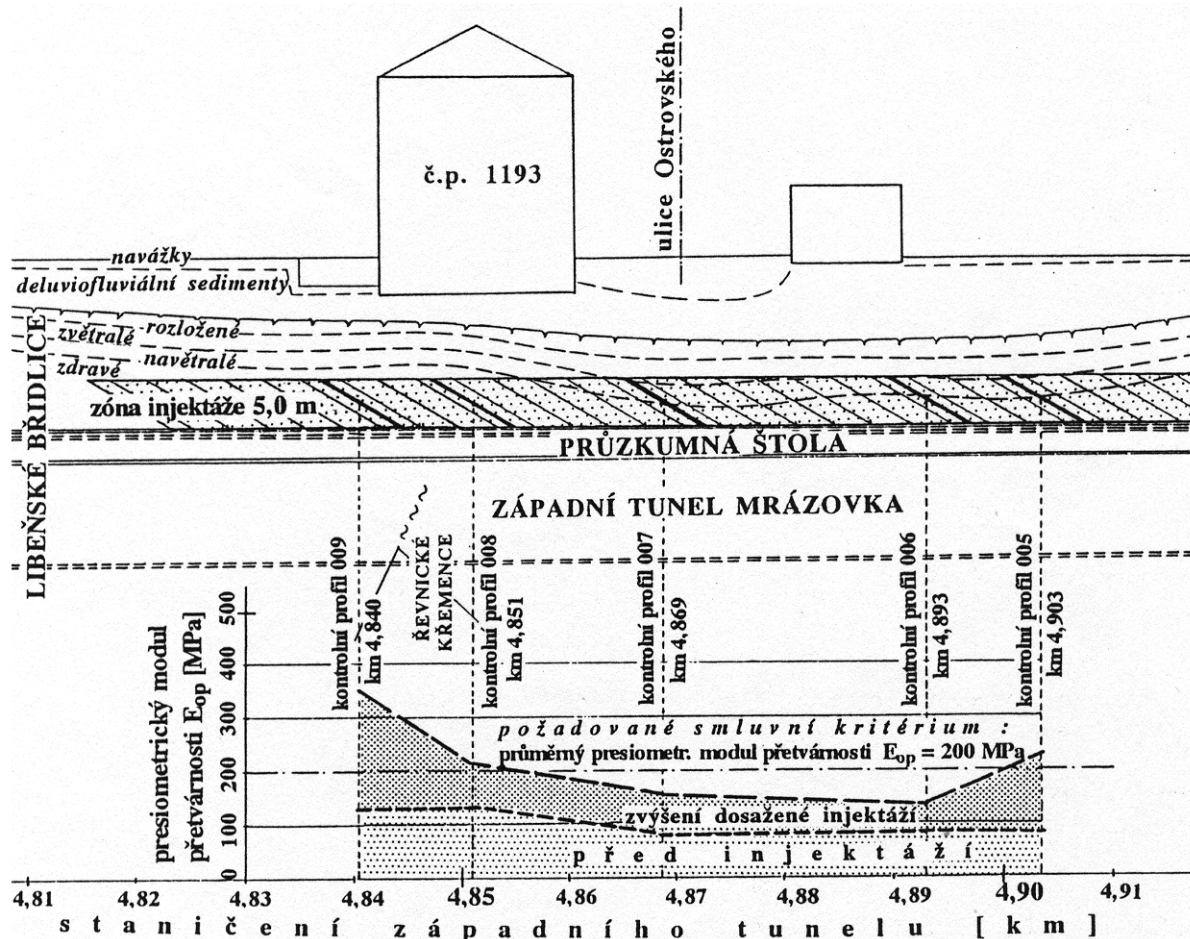 č.p. 1193
ulice Ostrovského
navážky
deluviofluviální sedimenty
rozložené
zvětralé
navětralé
zdravé
LIBEŇSKÉ BŘIDLICE
zóna injektáže 5,0 m
PRŮZKUMNÁ ŠTOLA
ZÁPADNÍ TUNEL MRÁZOVKA
kontrolní profil 009
km 4,840
ŘEVNICKÉ
KŘEMENCE
kontrolní profil 008
km 4,851
kontrolní profil 007
km 4,869
kontrolní profil 006
km 4,893
kontrolní profil 005
km 4,903
presiometrický modul
přetvárnosti Eop [MPa]
500
400
300
200
100
0
požadované smluvní kritérium :
průměrný presiometr. modul přetvárnosti Eop = 200 MPa
zvýšení dosažené injektáží
před injektáží
4,81 4,82 4,83 4,84 4,85 4,86 4,87 4,88 4,89 4,90 4,91
staničení západního tunelu [km]